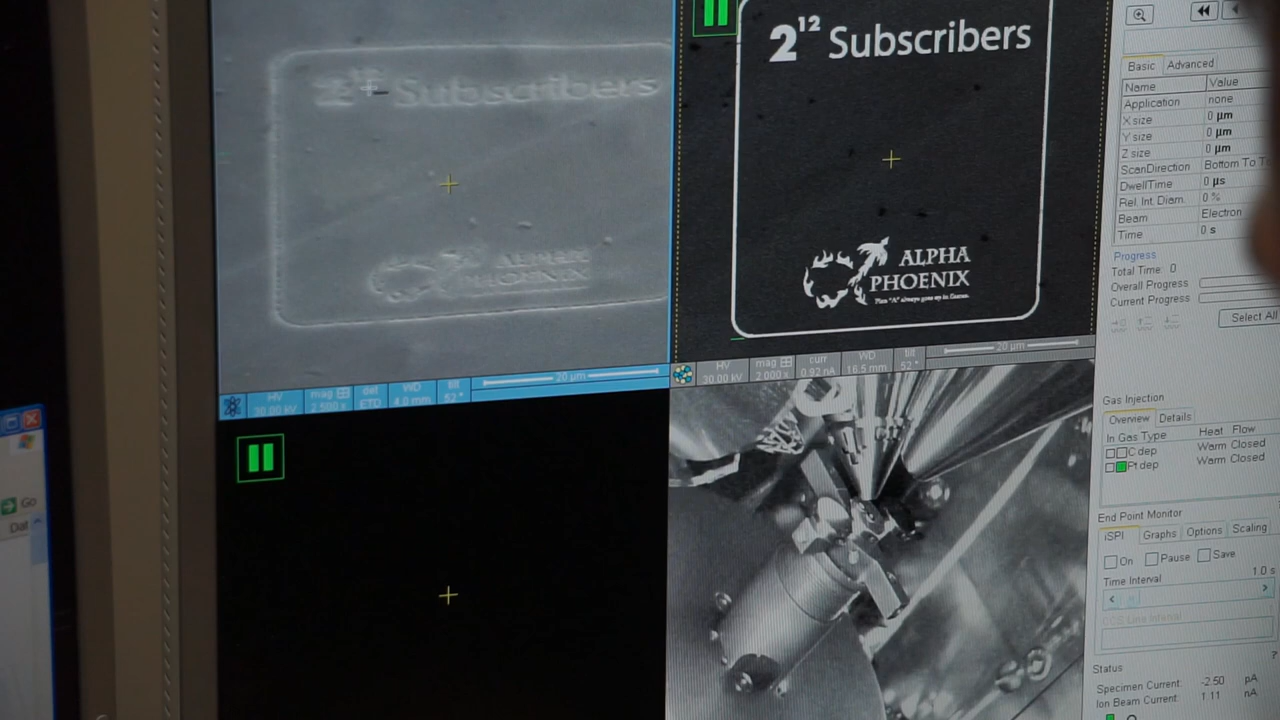 2¹² Subscribers
ALPHA
PHOENIX
HV
30.00 kV
mag
2 500 x
det
ETD
WD
4.0 mm
tilt
52 °
20 µm
2¹² Subscribers
ALPHA
PHOENIX
Plus "A" always goes up in flames.
HV
30.00 kV
mag
2 000 x
curr
0.92 nA
WD
16.5 mm
tilt
52 °
20 µm
Go
Basic
Advanced
Name Value
Application none
X size 0 µm
Y size 0 µm
Z size 0 µm
ScanDirection Bottom To
DwellTime 0 µs
Rel. Int. Diam. 0 %
Beam Electron
Time 0 s
Progress
Total Time: 0
Overall Progress
Current Progress
Select All
Gas Injection
Overview Details
In Gas Type Heat Flow
C dep Warm Closed
Pt dep Warm Closed
End Point Monitor
iSPI Graphs Options Scaling
On Pause Save
Time Interval 1.0 s
Status
Specimen Current: -2.50 pA
Ion Beam Current: 1.11 nA